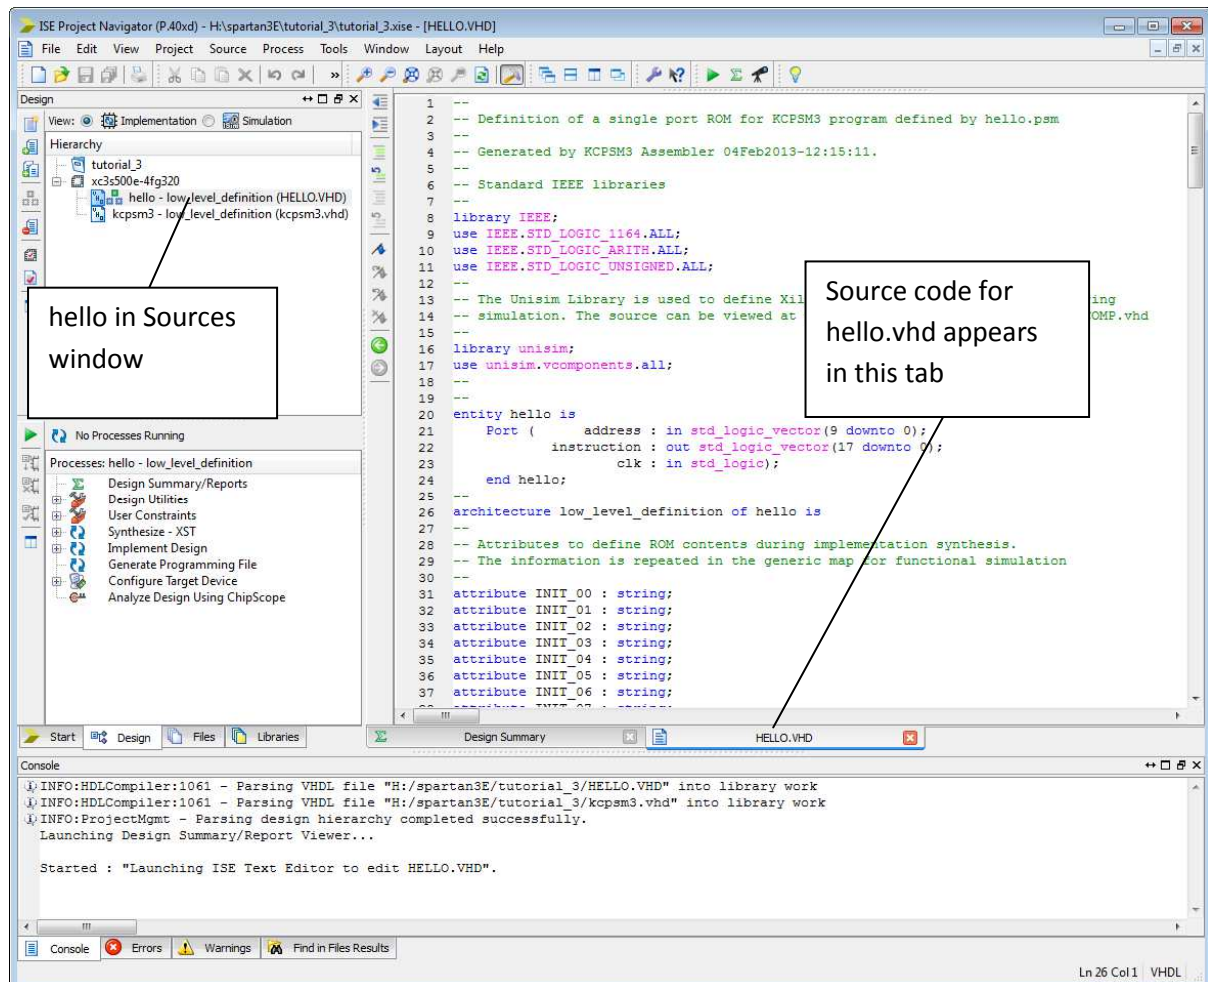 ISE Project Navigator (P.40xd) - H:\spartan3E\tutorial_3\tutorial_3.xise - [HELLO.VHD]
File Edit View Project Source Process Tools Window Layout Help
Design
View: Implementation Simulation
Hierarchy
tutorial_3
xc3s500e-4fg320
hello - low_level_definition (HELLO.VHD)
kcpsm3 - low_level_definition (kcpsm3.vhd)
hello in Sources
window
No Processes Running
Processes: hello - low_level_definition
Design Summary/Reports
Design Utilities
User Constraints
Synthesize - XST
Implement Design
Generate Programming File
Configure Target Device
Analyze Design Using ChipScope
Start Design Files Libraries
1 --
2 -- Definition of a single port ROM for KCPSM3 program defined by hello.psm
3 --
4 -- Generated by KCPSM3 Assembler 04Feb2013-12:15:11.
5 --
6 -- Standard IEEE libraries
7 --
8 library IEEE;
9 use IEEE.STD_LOGIC_1164.ALL;
10 use IEEE.STD_LOGIC_ARITH.ALL;
11 use IEEE.STD_LOGIC_UNSIGNED.ALL;
12 --
13 -- The Unisim Library is used to define Xil ing
14 -- simulation. The source can be viewed at OMP.vhd
15 --
16 library unisim;
17 use unisim.vcomponents.all;
18 --
19 --
20 entity hello is
21 Port ( address : in std_logic_vector(9 downto 0);
22 instruction : out std_logic_vector(17 downto 0);
23 clk : in std_logic);
24 end hello;
25 --
26 architecture low_level_definition of hello is
27 --
28 -- Attributes to define ROM contents during implementation synthesis.
29 -- The information is repeated in the generic map for functional simulation
30 --
31 attribute INIT_00 : string;
32 attribute INIT_01 : string;
33 attribute INIT_02 : string;
34 attribute INIT_03 : string;
35 attribute INIT_04 : string;
36 attribute INIT_05 : string;
37 attribute INIT_06 : string;
Source code for
hello.vhd appears
in this tab
Design Summary HELLO.VHD
Console
INFO:HDLCompiler:1061 - Parsing VHDL file "H:/spartan3E/tutorial_3/HELLO.VHD" into library work
INFO:HDLCompiler:1061 - Parsing VHDL file "H:/spartan3E/tutorial_3/kcpsm3.vhd" into library work
INFO:ProjectMgmt - Parsing design hierarchy completed successfully.
Launching Design Summary/Report Viewer...
Started : "Launching ISE Text Editor to edit HELLO.VHD".
Console Errors Warnings Find in Files Results
Ln 26 Col 1 VHDL